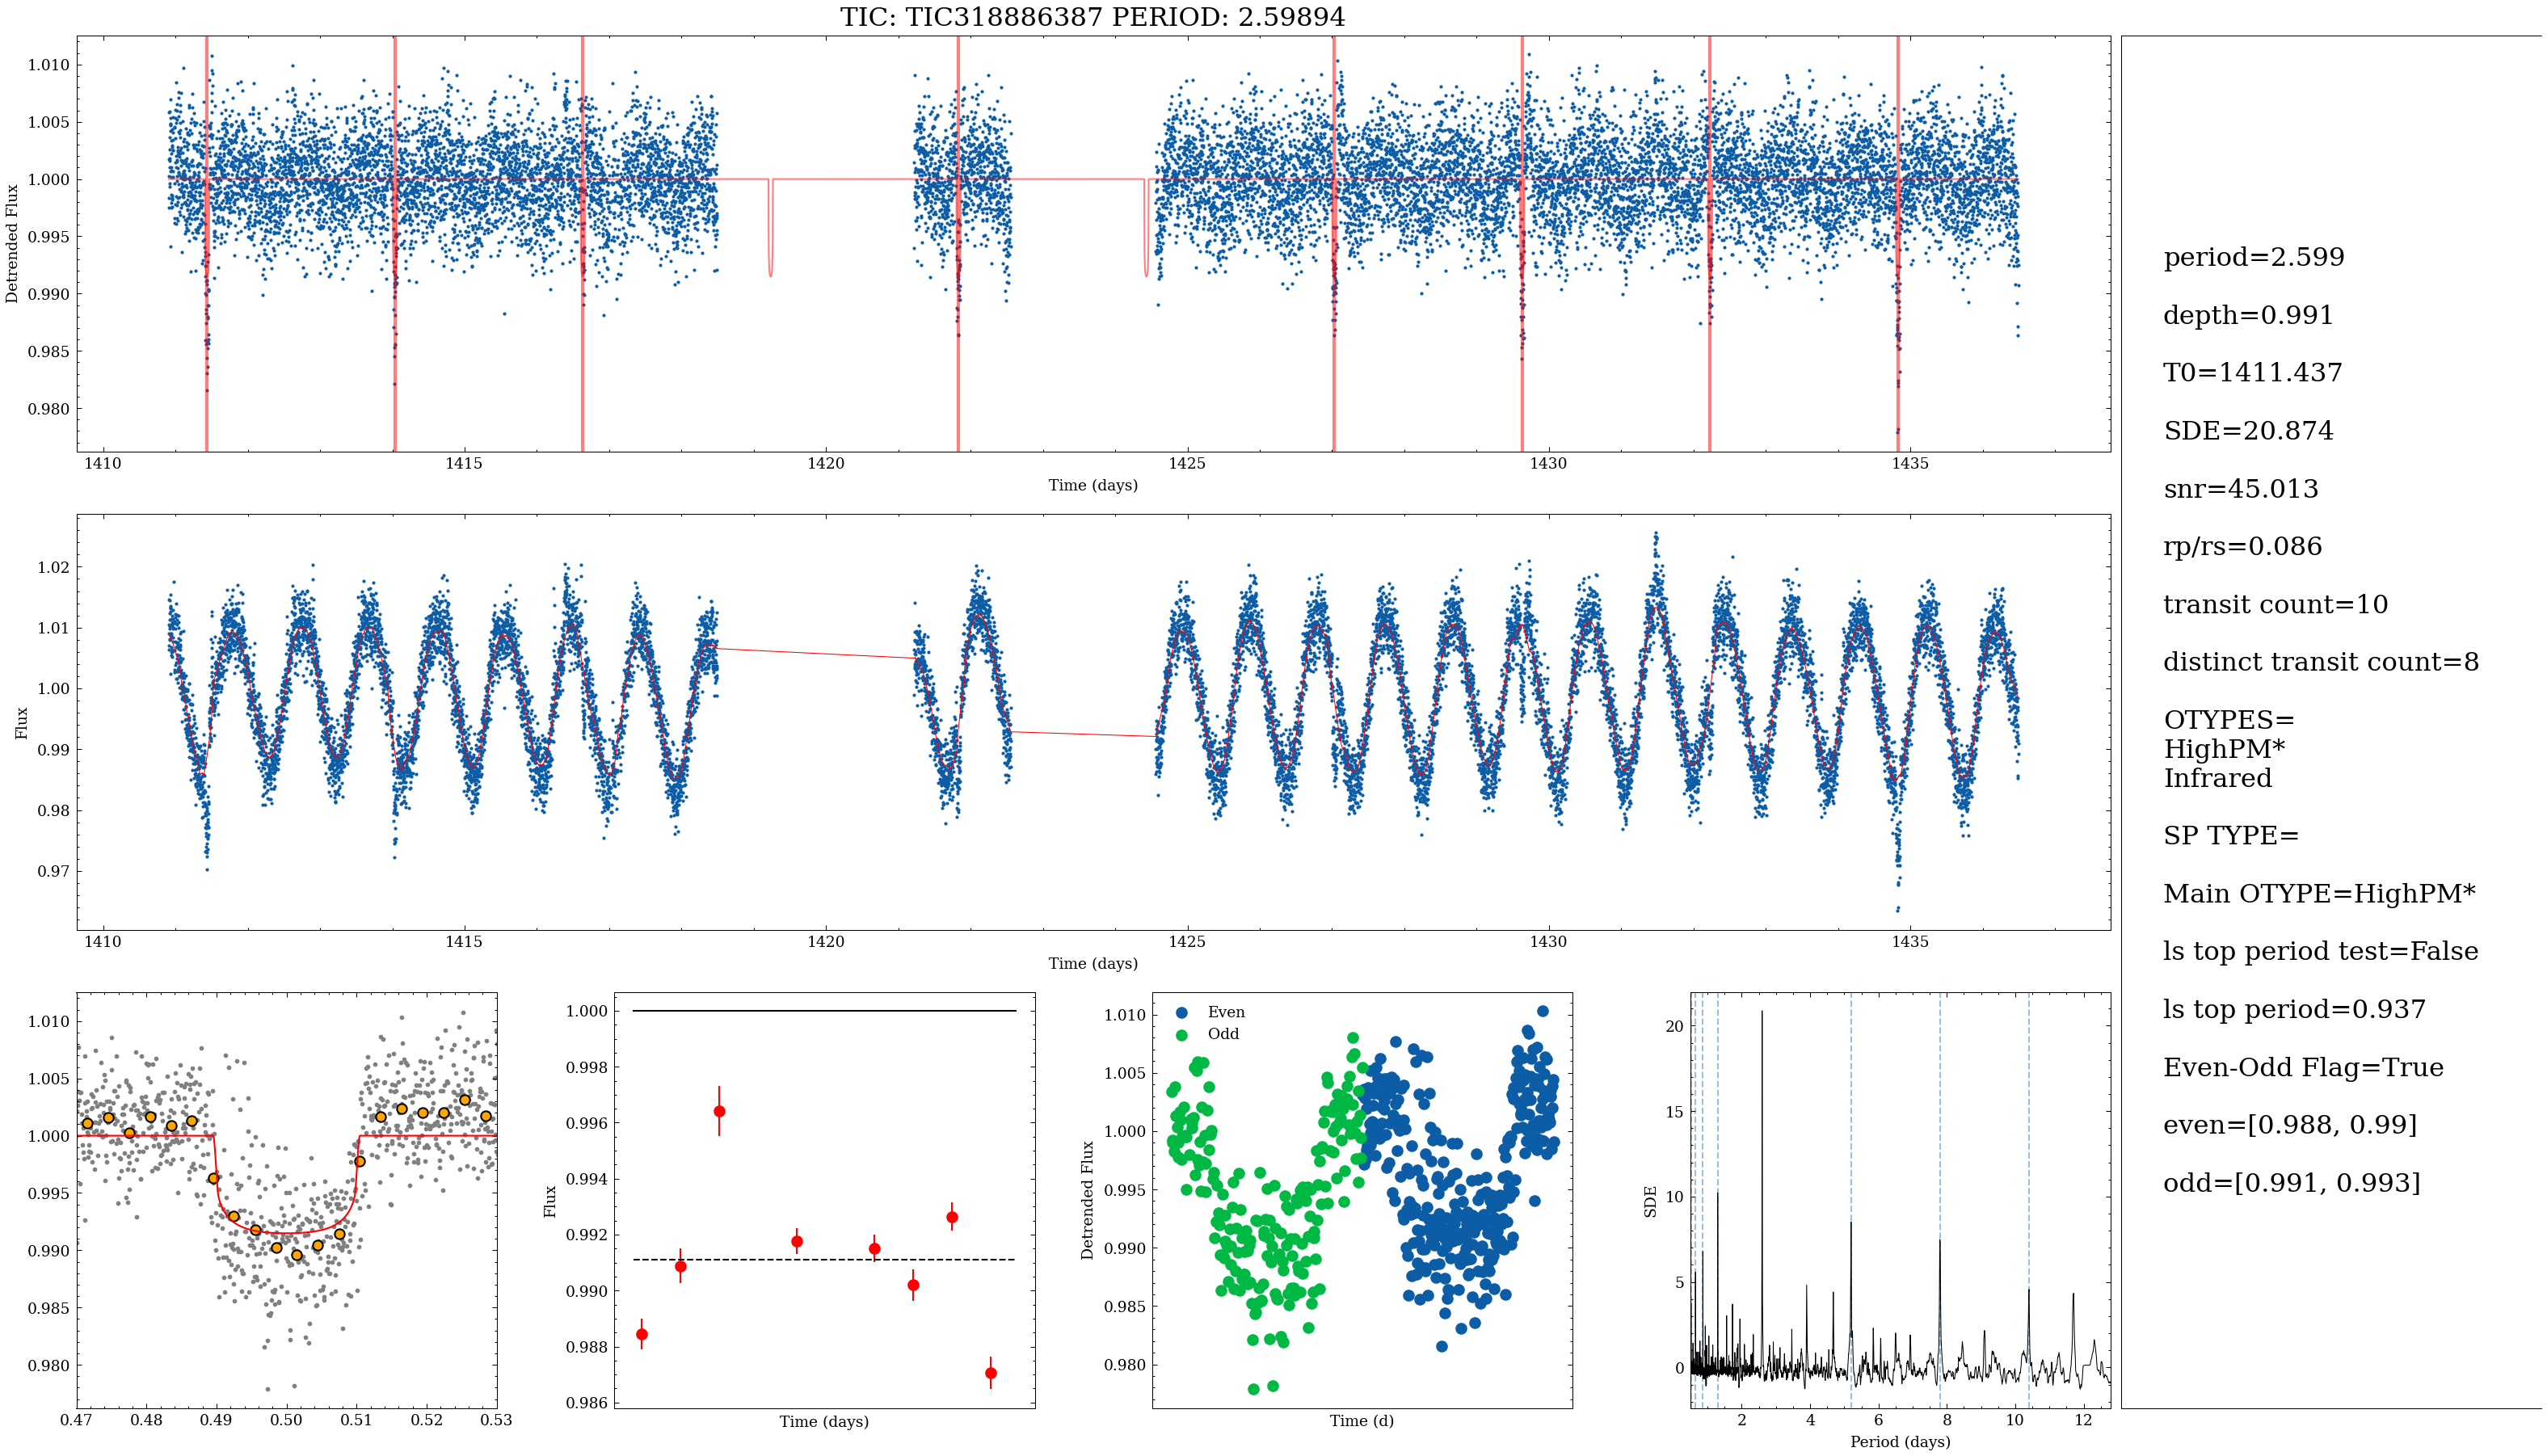 TIC: TIC318886387 PERIOD: 2.59894
1.010
1.005
1.000
0.995
0.990
0.985
0.980
Detrended Flux
1410
1415
1420
1425
1430
1435
Time (days)
1.02
1.01
1.00
0.99
0.98
0.97
Flux
1410
1415
1420
1425
1430
1435
Time (days)
1.010
1.005
1.000
0.995
0.990
0.985
0.980
0.47
0.48
0.49
0.50
0.51
0.52
0.53
1.000
0.998
0.996
0.994
0.992
0.990
0.988
0.986
Flux
Time (days)
Even
Odd
1.010
1.005
1.000
0.995
0.990
0.985
0.980
Detrended Flux
Time (d)
20
15
10
5
0
SDE
2
4
6
8
10
12
Period (days)
period=2.599
depth=0.991
T0=1411.437
SDE=20.874
snr=45.013
rp/rs=0.086
transit count=10
distinct transit count=8
OTYPES=
HighPM*
Infrared
SP TYPE=
Main OTYPE=HighPM*
ls top period test=False
ls top period=0.937
Even-Odd Flag=True
even=[0.988, 0.99]
odd=[0.991, 0.993]